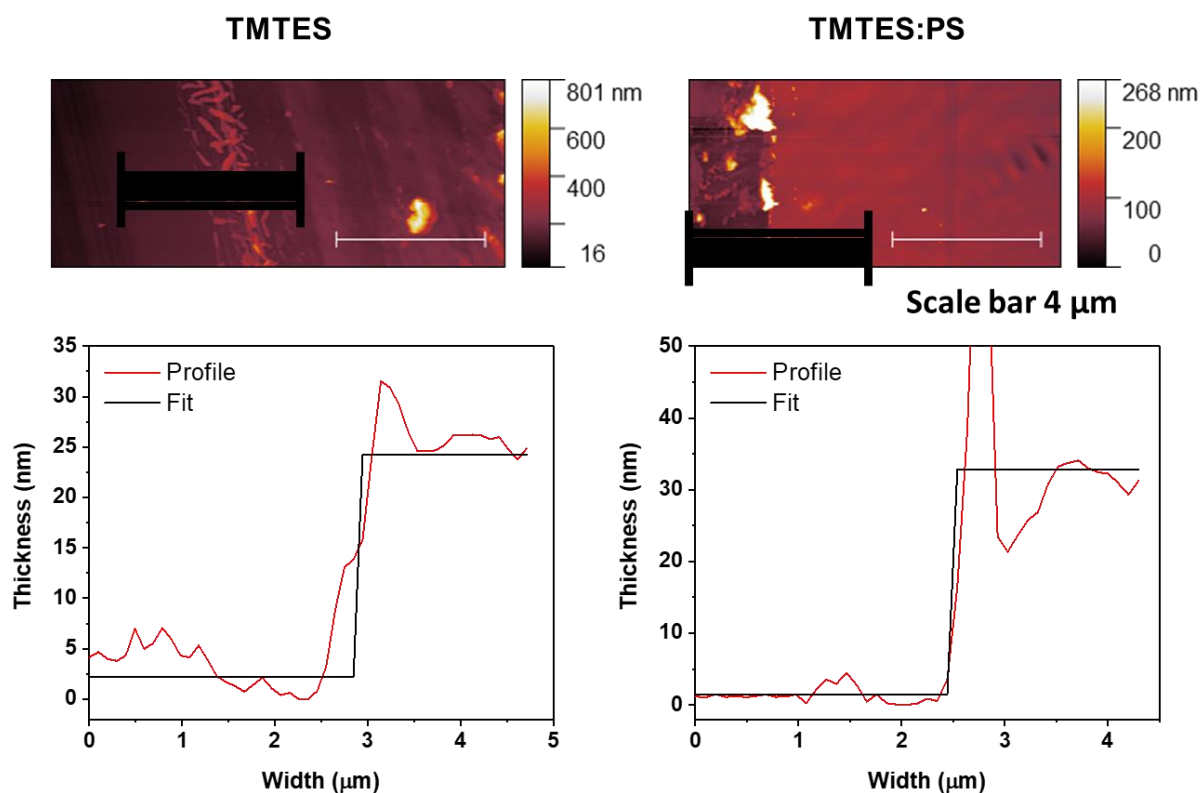 TMTES
TMTES:PS
801 nm
600
400
16
268 nm
200
100
0
Scale bar 4 μm
35
30
25
20
15
10
5
0
Thickness (nm)
Profile
Fit
0 1 2 3 4 5
Width (μm)
50
40
30
20
10
0
Thickness (nm)
Profile
Fit
0 1 2 3 4
Width (μm)